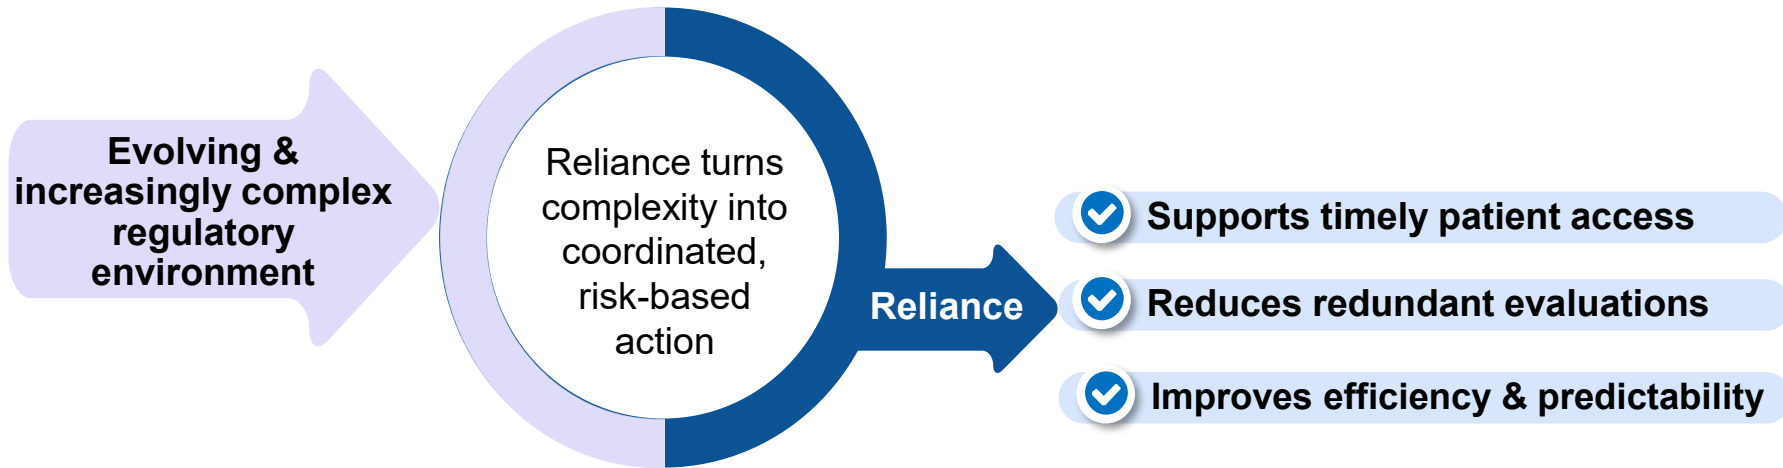 Evolving &
increasingly complex
regulatory
environment
Reliance turns
complexity into
coordinated,
risk-based
action
Reliance
Supports timely patient access
Reduces redundant evaluations
Improves efficiency & predictability